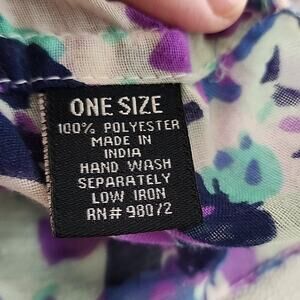 ONE SIZE
100% POLYESTER
MADE IN
INDIA
HAND WASH
SEPARATELY
LOW IRON
RN# 98072